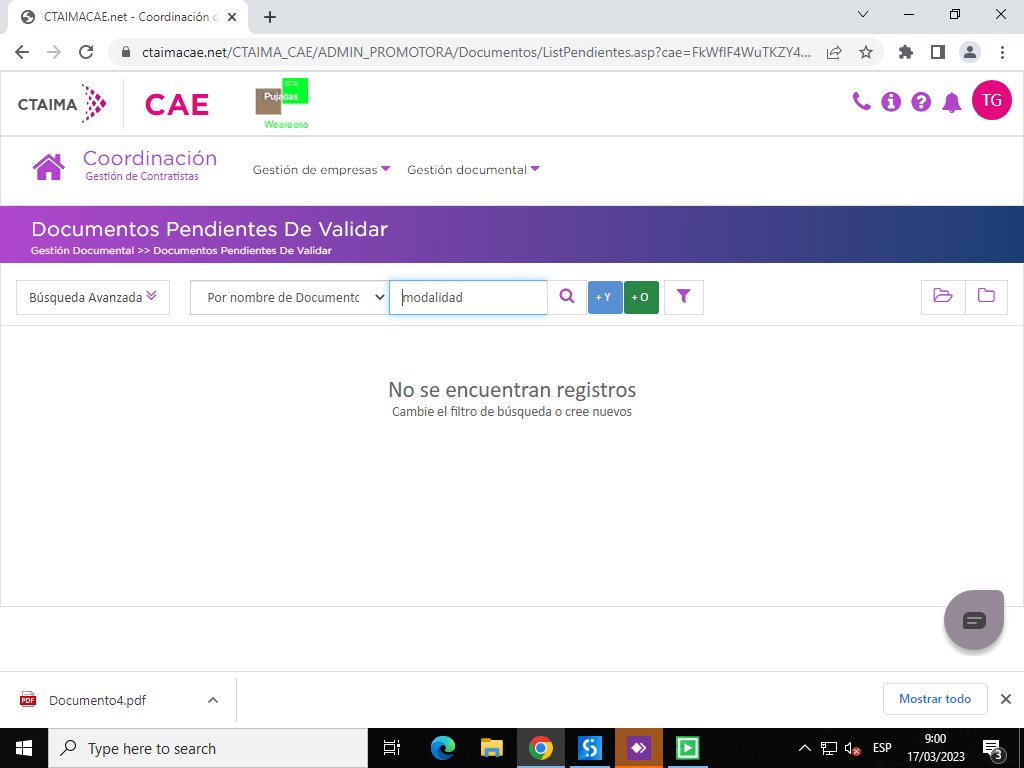 CTAIMACAE.net - Coordinación d
ctaimacae.net/CTAIMA_CAE/ADMIN_PROMOTORA/Documentos/ListPendientes.asp?cae=FkWfIF4WuTKZY4...
CTAIMA
CAE
Pujadas
We are one
TG
Coordinación
Gestión de Contratistas
Gestión de empresas
Gestión documental
Documentos Pendientes De Validar
Gestión Documental >> Documentos Pendientes De Validar
Búsqueda Avanzada
Por nombre de Documento
modalidad
+ Y
+ O
No se encuentran registros
Cambie el filtro de búsqueda o cree nuevos
PDF
Documento4.pdf
Mostrar todo
Type here to search
ESP
9:00
17/03/2023
3